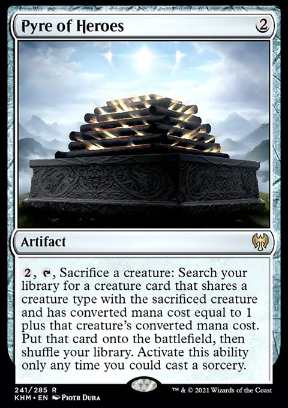 Pyre of Heroes 2
Artifact
2, T, Sacrifice a creature: Search your
library for a creature card that shares a
creature type with the sacrificed creature
and has converted mana cost equal to 1
plus that creature's converted mana cost.
Put that card onto the battlefield, then
shuffle your library. Activate this ability
only any time you could cast a sorcery.
241/285 R
KHM • EN Piotr Dura
™ & © 2021 Wizards of the Coast